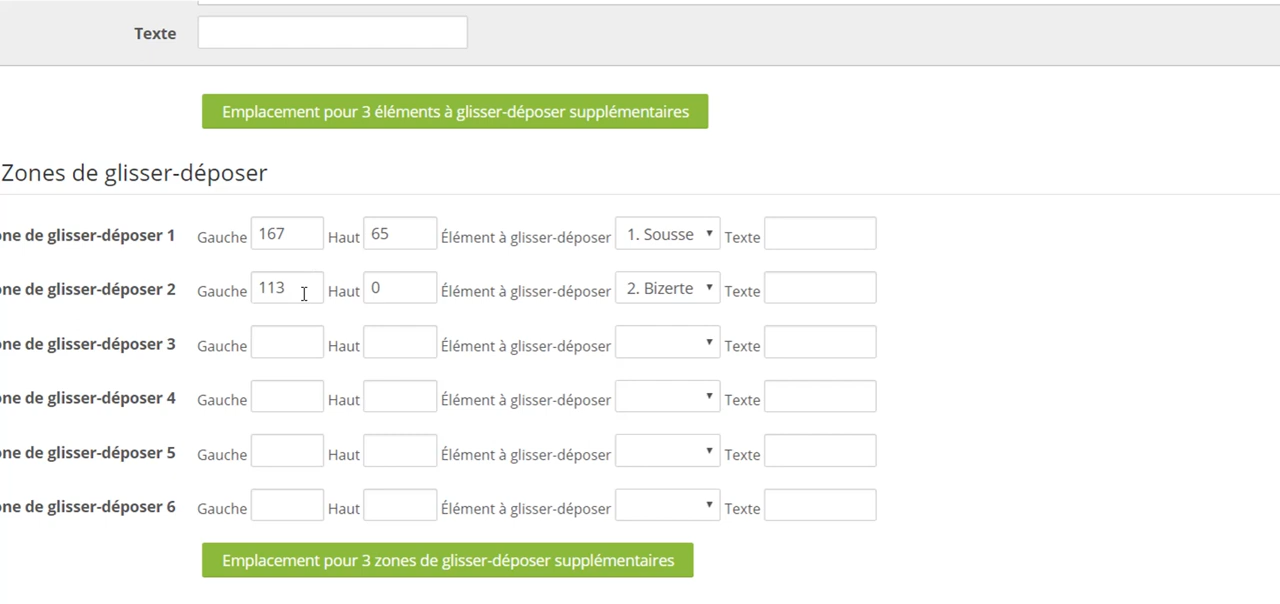 Texte
Emplacement pour 3 éléments à glisser-déposer supplémentaires
Zones de glisser-déposer
one de glisser-déposer 1 Gauche 167 Haut 65 Élément à glisser-déposer 1. Sousse Texte
one de glisser-déposer 2 Gauche 113 Haut 0 Élément à glisser-déposer 2. Bizerte Texte
one de glisser-déposer 3 Gauche Haut Élément à glisser-déposer Texte
one de glisser-déposer 4 Gauche Haut Élément à glisser-déposer Texte
one de glisser-déposer 5 Gauche Haut Élément à glisser-déposer Texte
one de glisser-déposer 6 Gauche Haut Élément à glisser-déposer Texte
Emplacement pour 3 zones de glisser-déposer supplémentaires